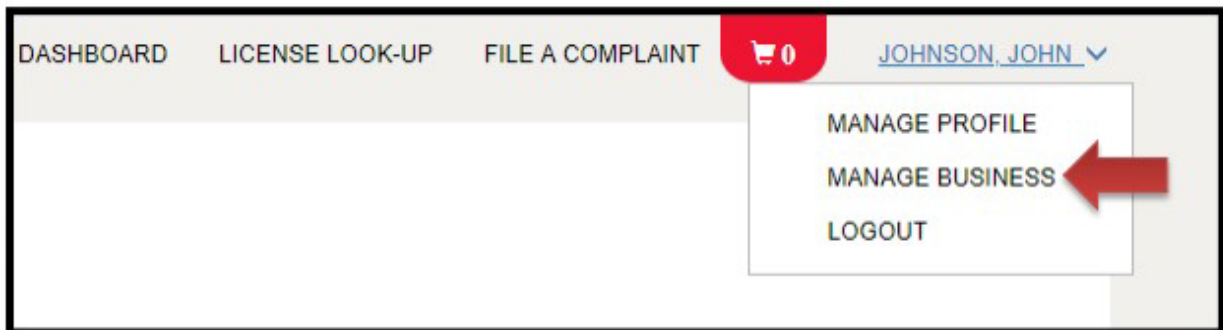 DASHBOARD LICENSE LOOK-UP FILE A COMPLAINT 0 JOHNSON, JOHN
MANAGE PROFILE
MANAGE BUSINESS
LOGOUT